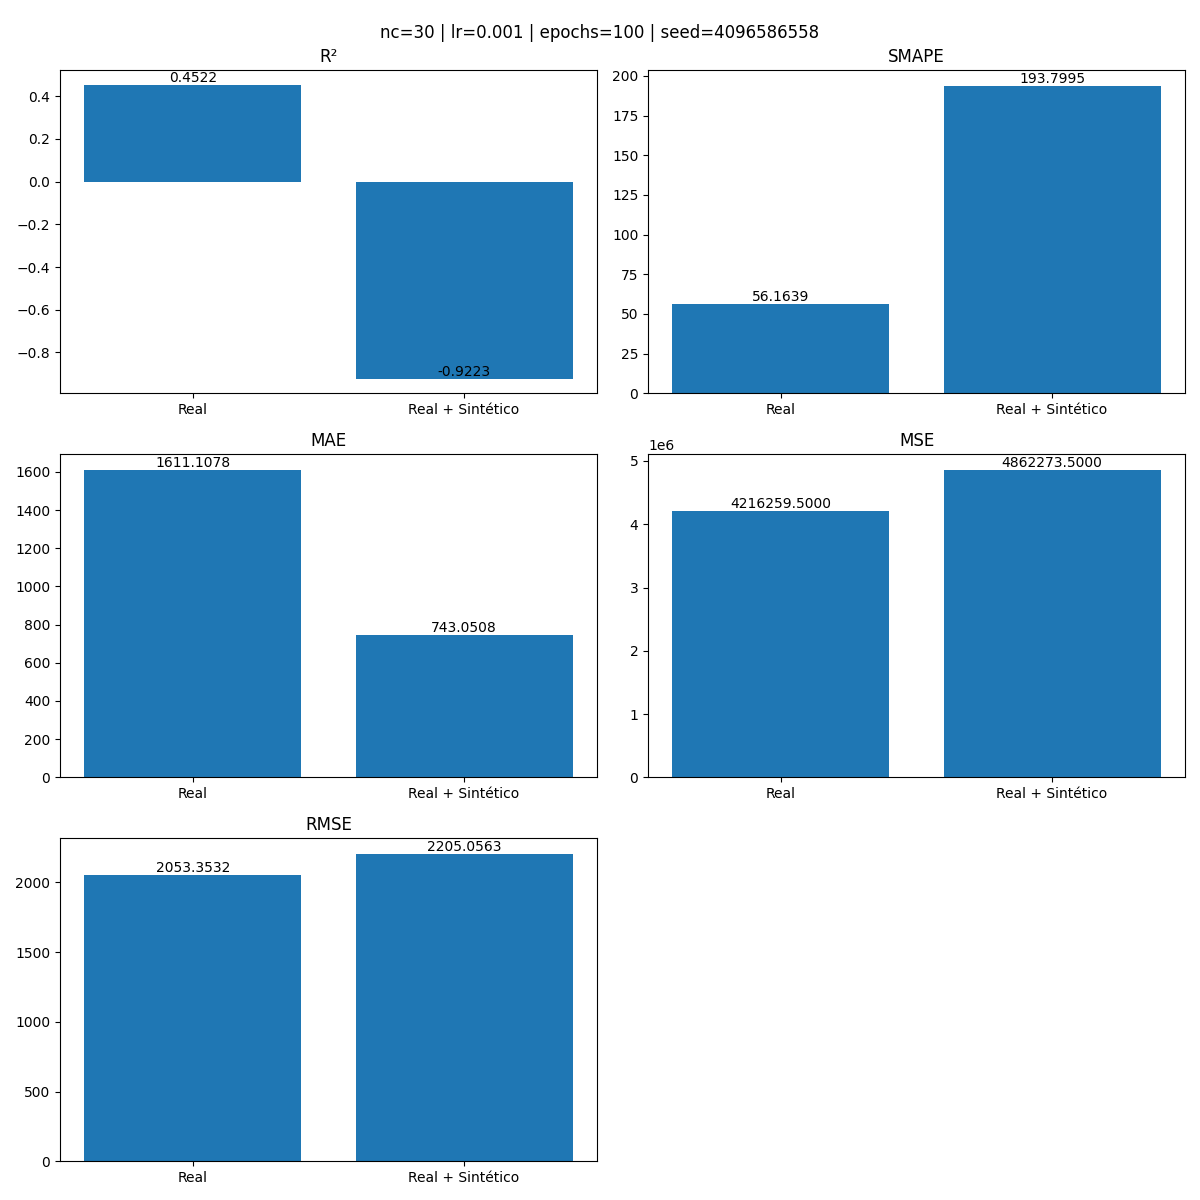 nc=30 | lr=0.001 | epochs=100 | seed=4096586558
R²
0.4
0.2
0.0
−0.2
−0.4
−0.6
−0.8
0.4522
-0.9223
Real
Real + Sintético
SMAPE
200
175
150
125
100
75
50
25
0
56.1639
193.7995
Real
Real + Sintético
MAE
1600
1400
1200
1000
800
600
400
200
0
1611.1078
743.0508
Real
Real + Sintético
MSE
1e6
5
4
3
2
1
0
4216259.5000
4862273.5000
Real
Real + Sintético
RMSE
2000
1500
1000
500
0
2053.3532
2205.0563
Real
Real + Sintético